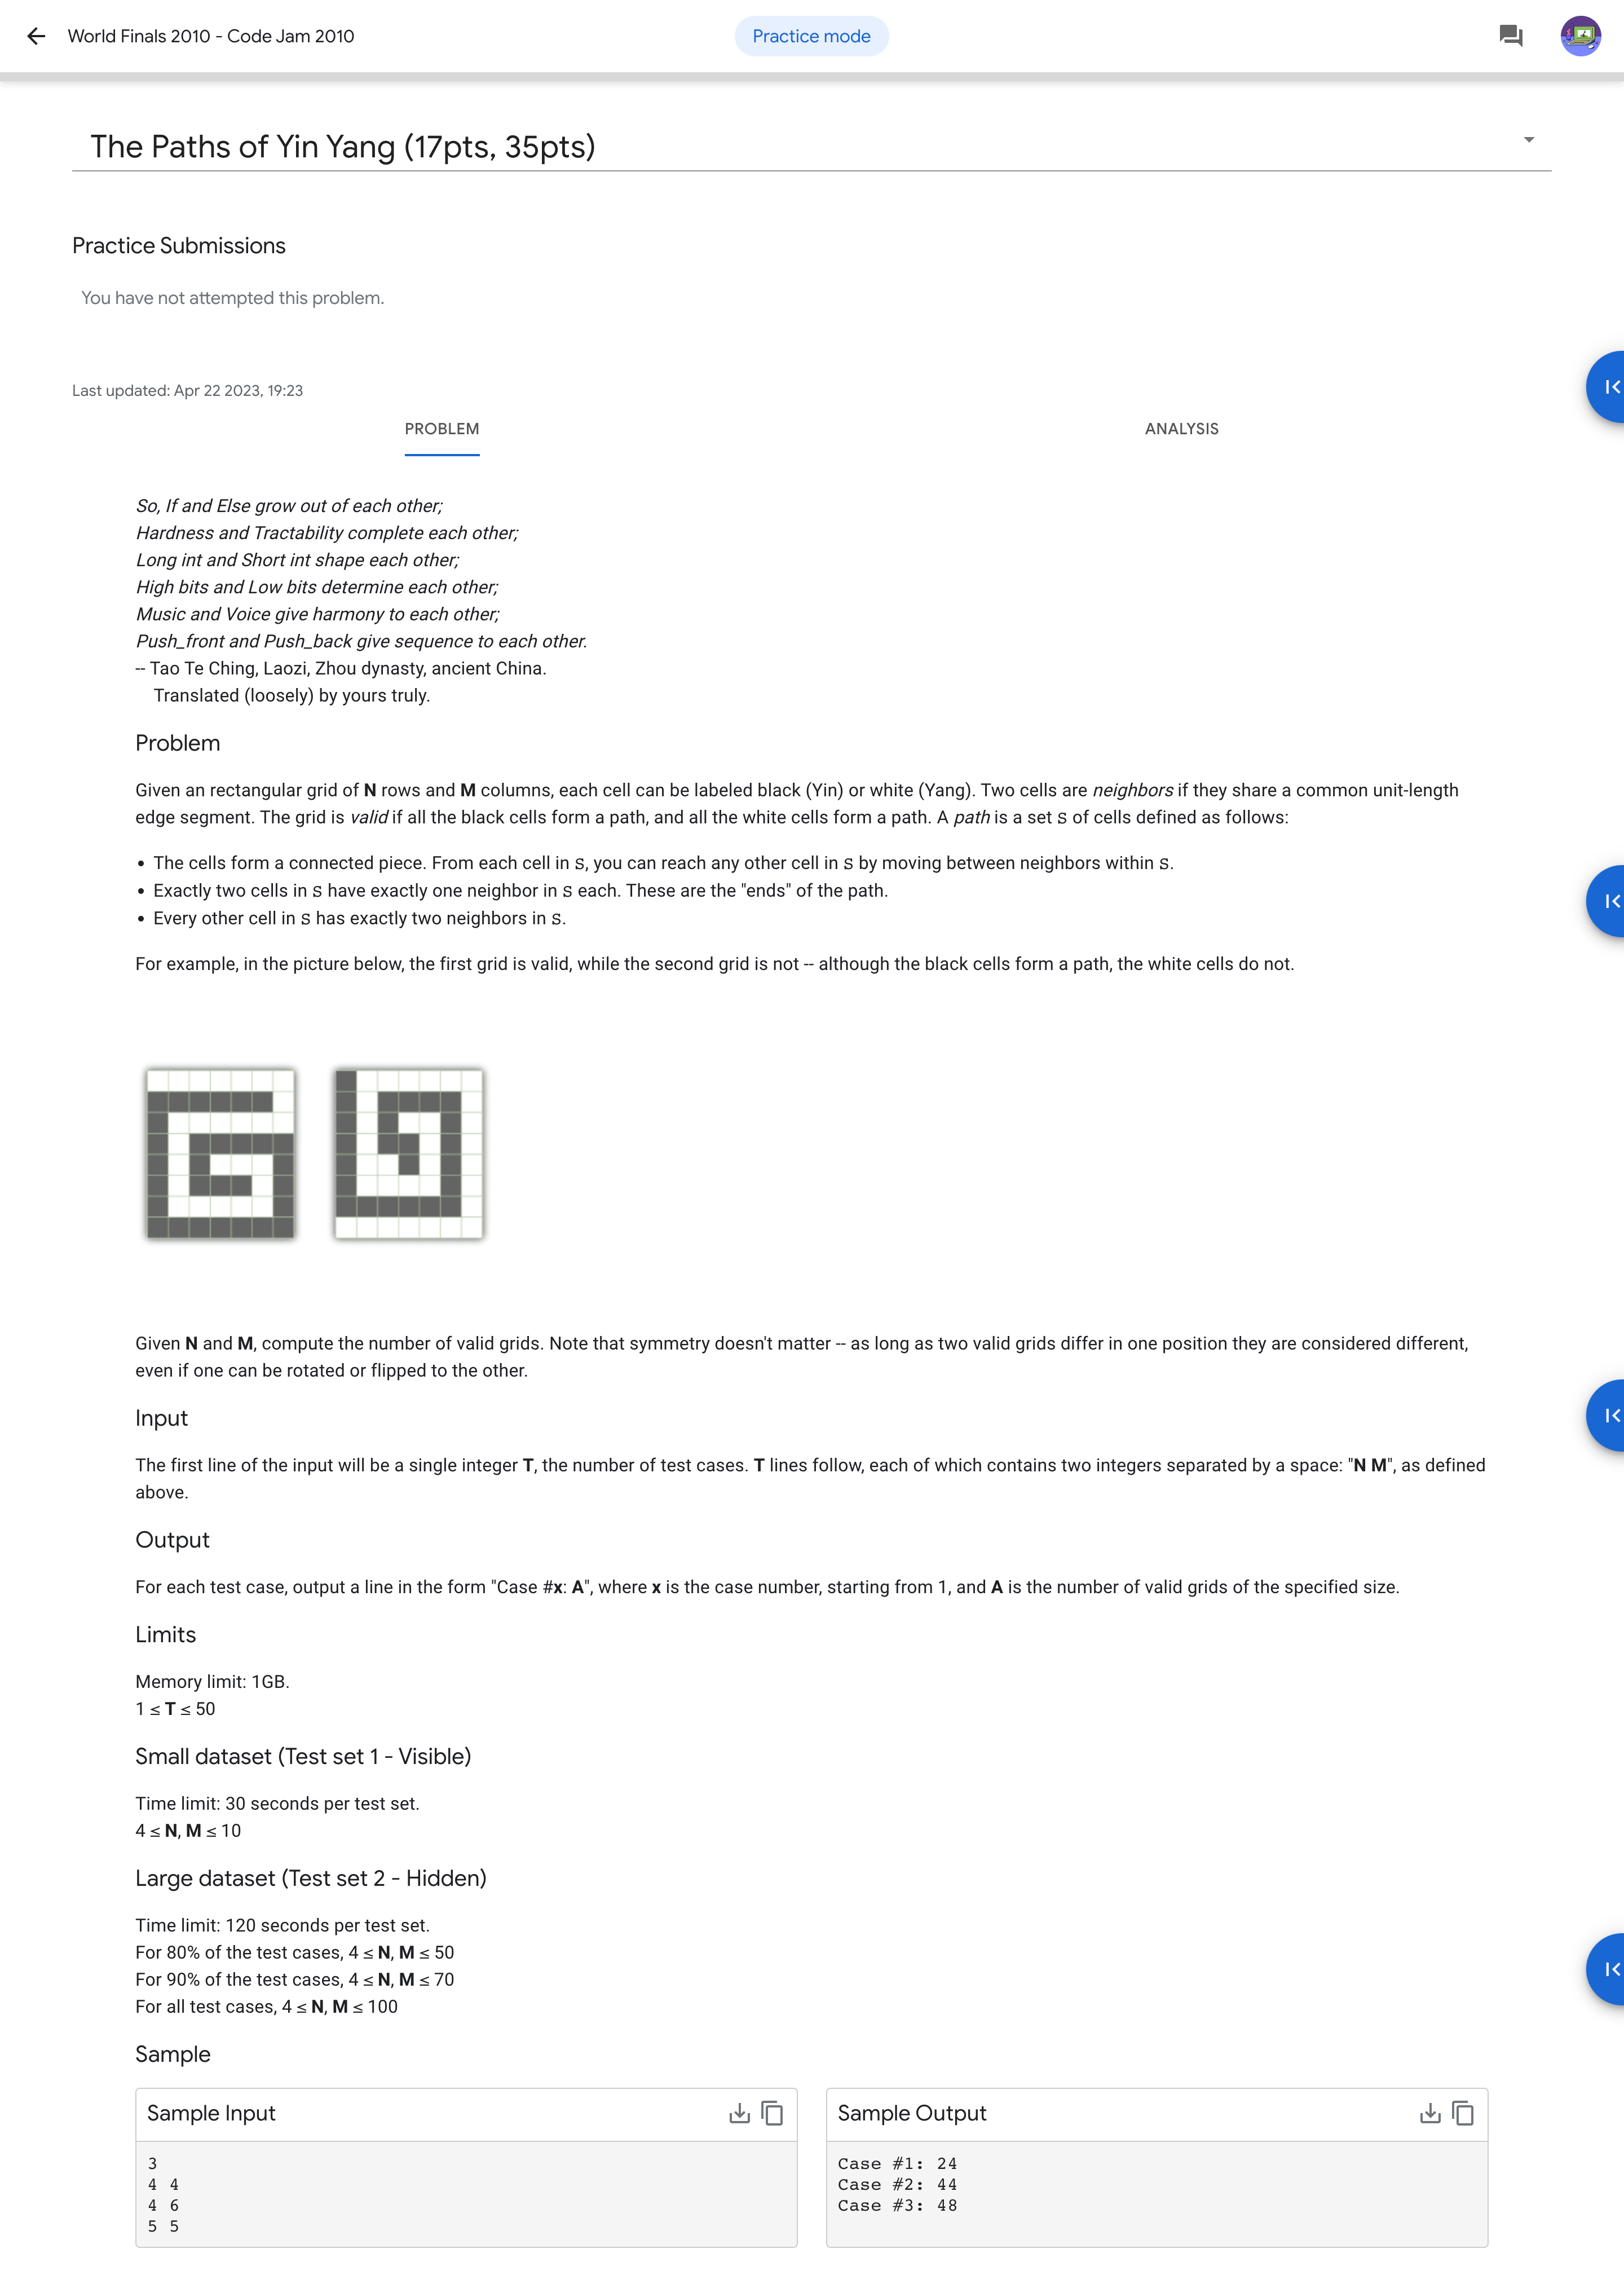 World Finals 2010 - Code Jam 2010
Practice mode
The Paths of Yin Yang (17pts, 35pts)
Practice Submissions
You have not attempted this problem.
Last updated: Apr 22 2023, 19:23
PROBLEM
ANALYSIS
So, If and Else grow out of each other;
Hardness and Tractability complete each other;
Long int and Short int shape each other;
High bits and Low bits determine each other;
Music and Voice give harmony to each other;
Push_front and Push_back give sequence to each other.
-- Tao Te Ching, Laozi, Zhou dynasty, ancient China.
Translated (loosely) by yours truly.
Problem
Given an rectangular grid of N rows and M columns, each cell can be labeled black (Yin) or white (Yang). Two cells are neighbors if they share a common unit-length
edge segment. The grid is valid if all the black cells form a path, and all the white cells form a path. A path is a set S of cells defined as follows:
• The cells form a connected piece. From each cell in S, you can reach any other cell in S by moving between neighbors within S.
• Exactly two cells in S have exactly one neighbor in S each. These are the "ends" of the path.
• Every other cell in S has exactly two neighbors in S.
For example, in the picture below, the first grid is valid, while the second grid is not -- although the black cells form a path, the white cells do not.
Given N and M, compute the number of valid grids. Note that symmetry doesn't matter -- as long as two valid grids differ in one position they are considered different,
even if one can be rotated or flipped to the other.
Input
The first line of the input will be a single integer T, the number of test cases. T lines follow, each of which contains two integers separated by a space: "N M", as defined
above.
Output
For each test case, output a line in the form "Case #x: A", where x is the case number, starting from 1, and A is the number of valid grids of the specified size.
Limits
Memory limit: 1GB.
1 ≤ T ≤ 50
Small dataset (Test set 1 - Visible)
Time limit: 30 seconds per test set.
4 ≤ N, M ≤ 10
Large dataset (Test set 2 - Hidden)
Time limit: 120 seconds per test set.
For 80% of the test cases, 4 ≤ N, M ≤ 50
For 90% of the test cases, 4 ≤ N, M ≤ 70
For all test cases, 4 ≤ N, M ≤ 100
Sample
Sample Input
3
4 4
4 6
5 5
Sample Output
Case #1: 24
Case #2: 44
Case #3: 48